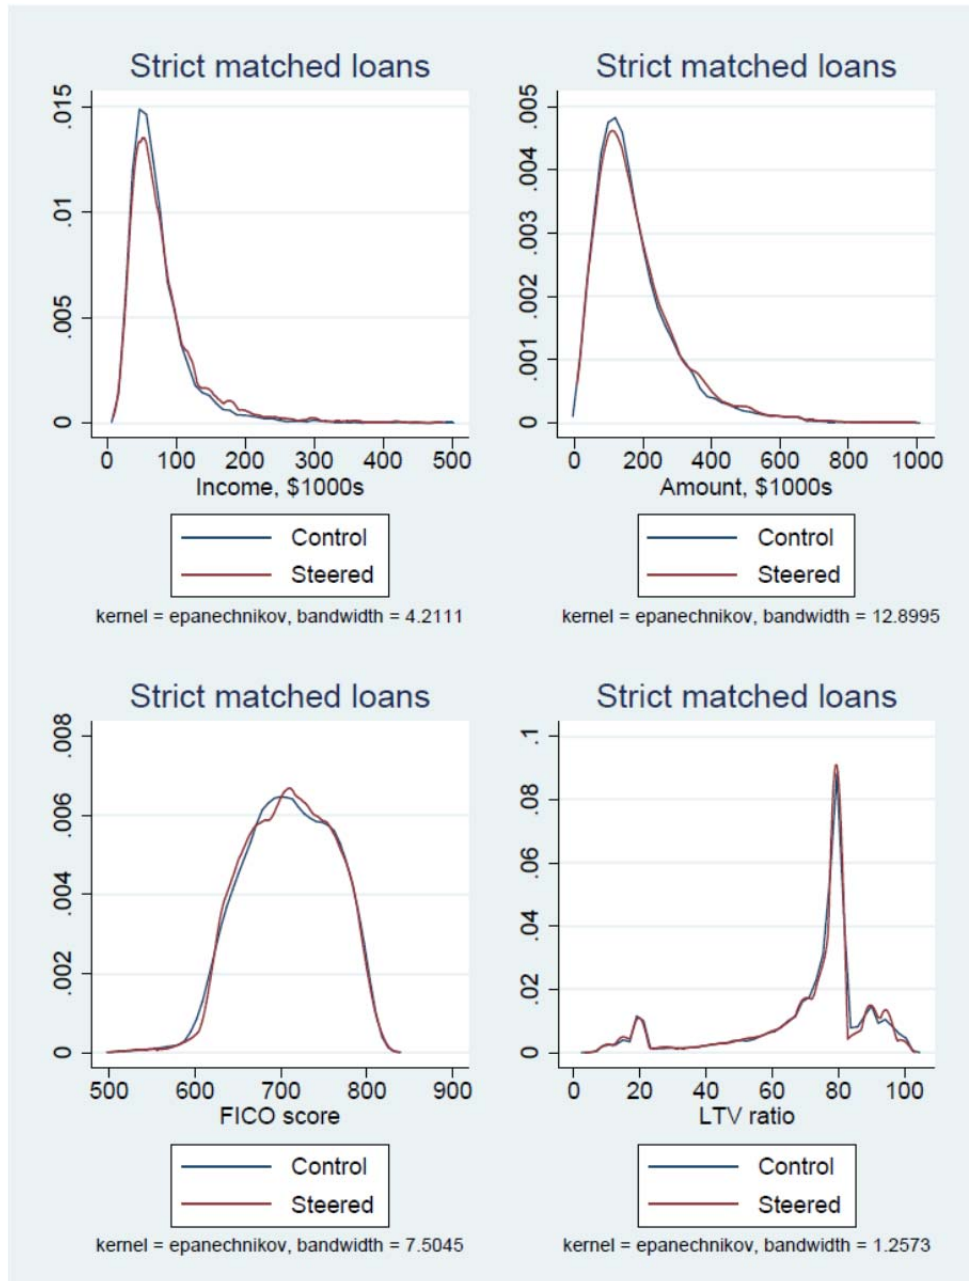 Strict matched loans
.015
.01
.005
0
0 100 200 300 400 500
Income, $1000s
Control
Steered
kernel = epanechnikov, bandwidth = 4.2111
Strict matched loans
.005
.004
.003
.002
.001
0
0 200 400 600 800 1000
Amount, $1000s
Control
Steered
kernel = epanechnikov, bandwidth = 12.8995
Strict matched loans
.008
.006
.004
.002
0
500 600 700 800 900
FICO score
Control
Steered
kernel = epanechnikov, bandwidth = 7.5045
Strict matched loans
.1
.08
.06
.04
.02
0
0 20 40 60 80 100
LTV ratio
Control
Steered
kernel = epanechnikov, bandwidth = 1.2573